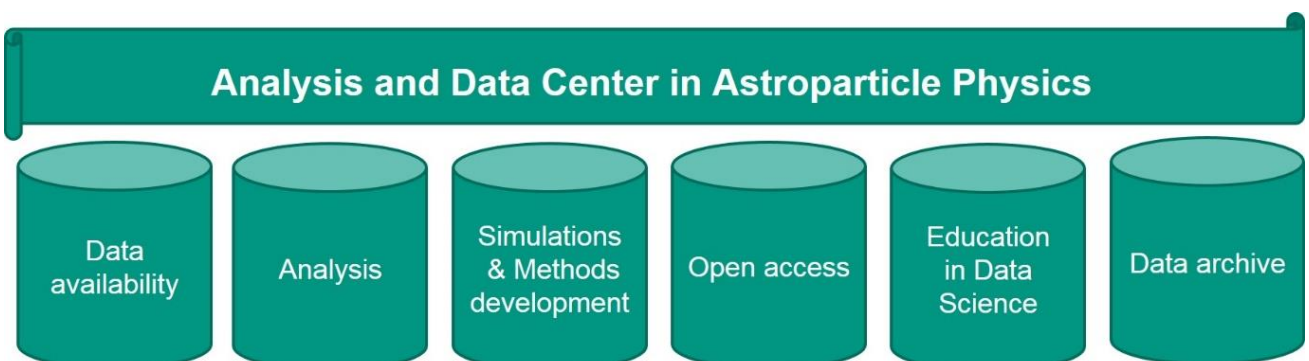 Analysis and Data Center in Astroparticle Physics
Data
availability
Analysis
Simulations
& Methods
development
Open access
Education
in Data
Science
Data archive